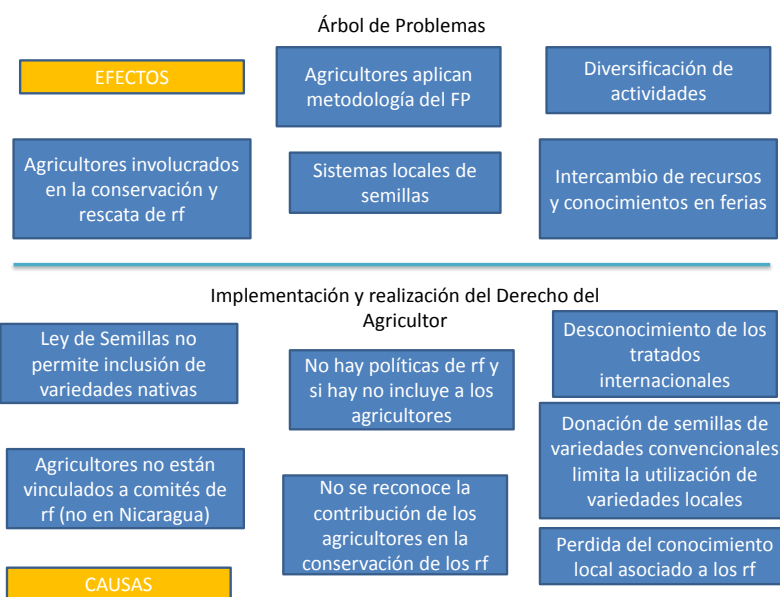 Árbol de Problemas
EFECTOS
Agricultores aplican
metodología del FP
Diversificación de
actividades
Agricultores involucrados
en la conservación y
rescata de rf
Sistemas locales de
semillas
Intercambio de recursos
y conocimientos en ferias
Implementación y realización del Derecho del
Agricultor
Ley de Semillas no
permite inclusión de
variedades nativas
No hay políticas de rf y
si hay no incluye a los
agricultores
Desconocimiento de los
tratados
internacionales
Agricultores no están
vinculados a comités de
rf (no en Nicaragua)
No se reconoce la
contribución de los
agricultores en la
conservación de los rf
Donación de semillas de
variedades convencionales
limita la utilización de
variedades locales
Perdida del conocimiento
local asociado a los rf
CAUSAS